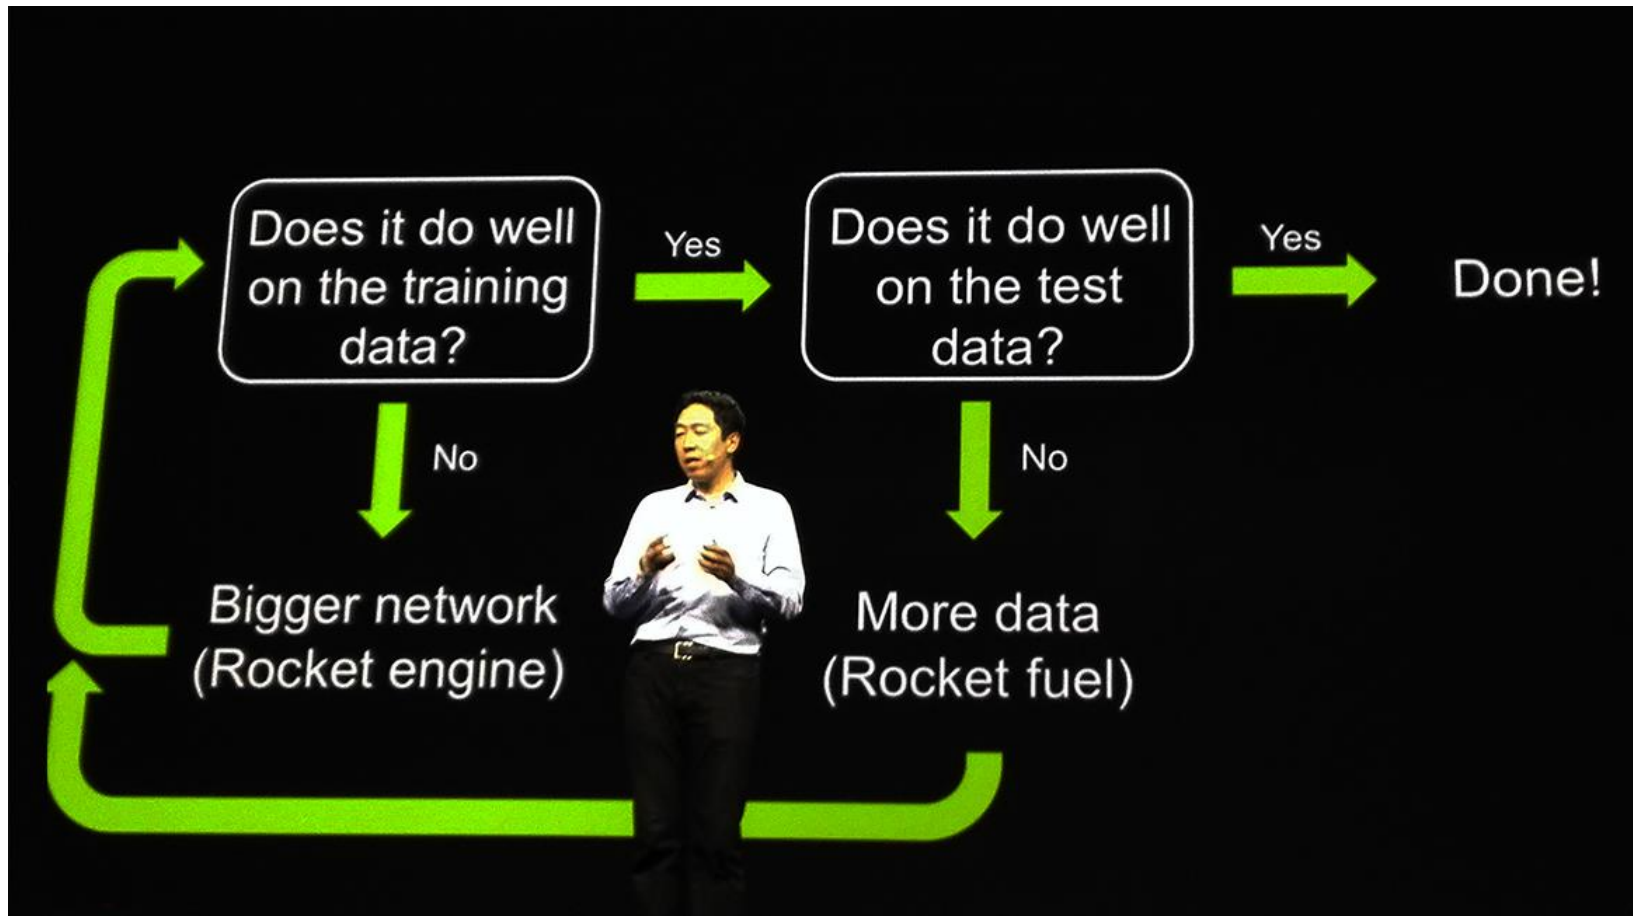 Does it do well
on the training
data?
Yes
Does it do well
on the test
data?
Yes
Done!
No
No
Bigger network
(Rocket engine)
More data
(Rocket fuel)